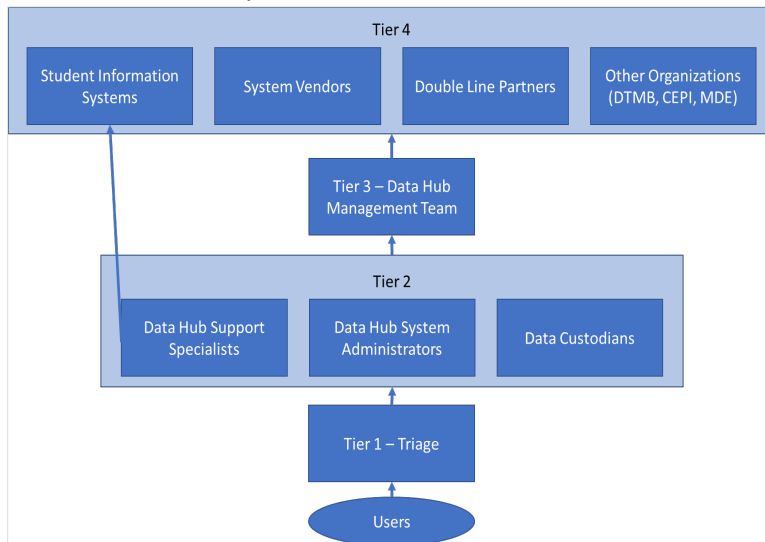 Tier 4
Student Information
Systems
System Vendors
Double Line Partners
Other Organizations
(DTMB, CEPI, MDE)
Tier 3 – Data Hub
Management Team
Tier 2
Data Hub Support
Specialists
Data Hub System
Administrators
Data Custodians
Tier 1 – Triage
Users